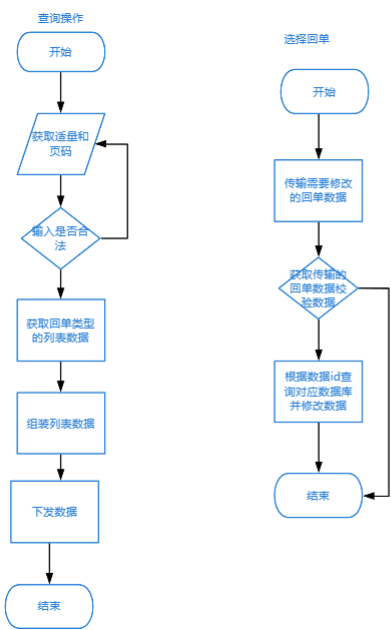 查询操作
开始
获取适量和
页码
输入是否合
法
获取回单类型
的列表数据
组装列表数据
下发数据
结束
选择回单
开始
传输需要修改
的回单数据
获取传输的
回单数据校
验数据
根据数据id查
询对应数据库
并修改数据
结束